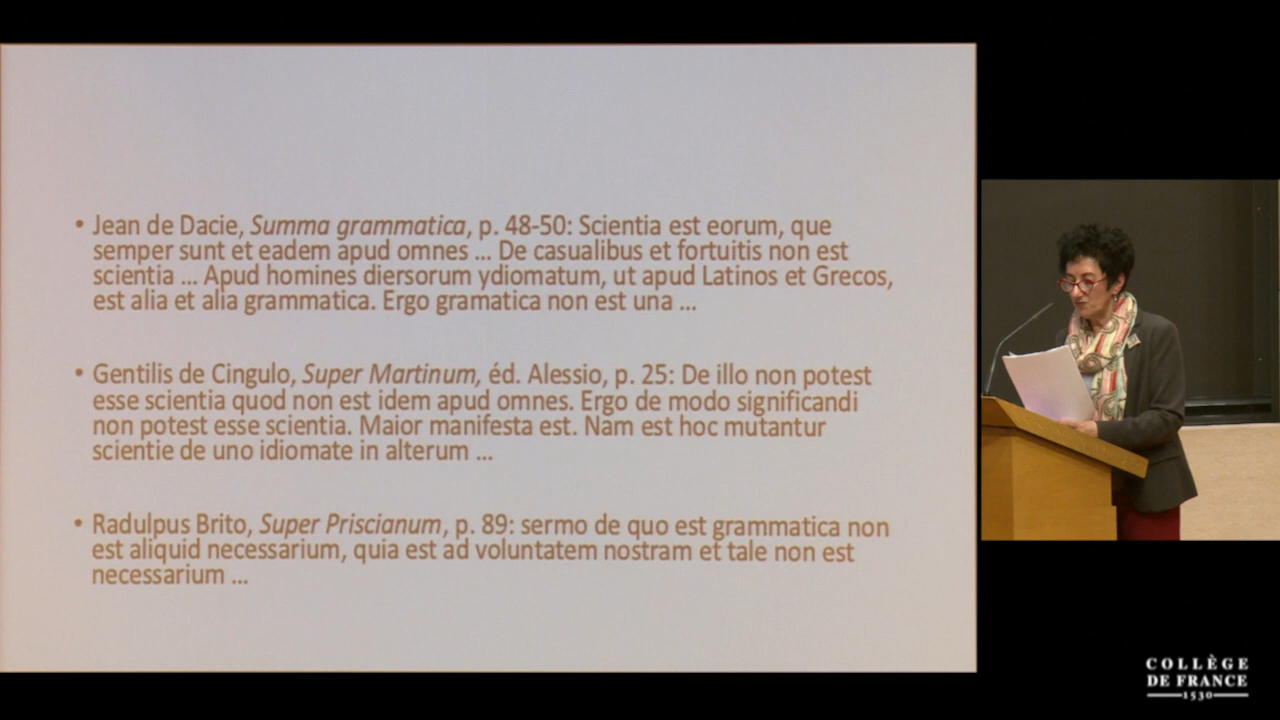 • Jean de Dacie, Summa grammatica, p. 48-50: Scientia est eorum, que
semper sunt et eadem apud omnes ... De casualibus et fortuitis non est
scientia ... Apud homines diersorum ydiomatum, ut apud Latinos et Grecos,
est alia et alia grammatica. Ergo gramatica non est una ...
• Gentilis de Cingulo, Super Martinum, éd. Alessio, p. 25: De illo non potest
esse scientia quod non est idem apud omnes. Ergo de modo significandi
non potest esse scientia. Maior manifesta est. Nam est hoc mutantur
scientie de uno idiomate in alterum ...
• Radulpus Brito, Super Priscianum, p. 89: sermo de quo est grammatica non
est aliquid necessarium, quia est ad voluntatem nostram et tale non est
necessarium ...
COLLÈGE
DE FRANCE
1530